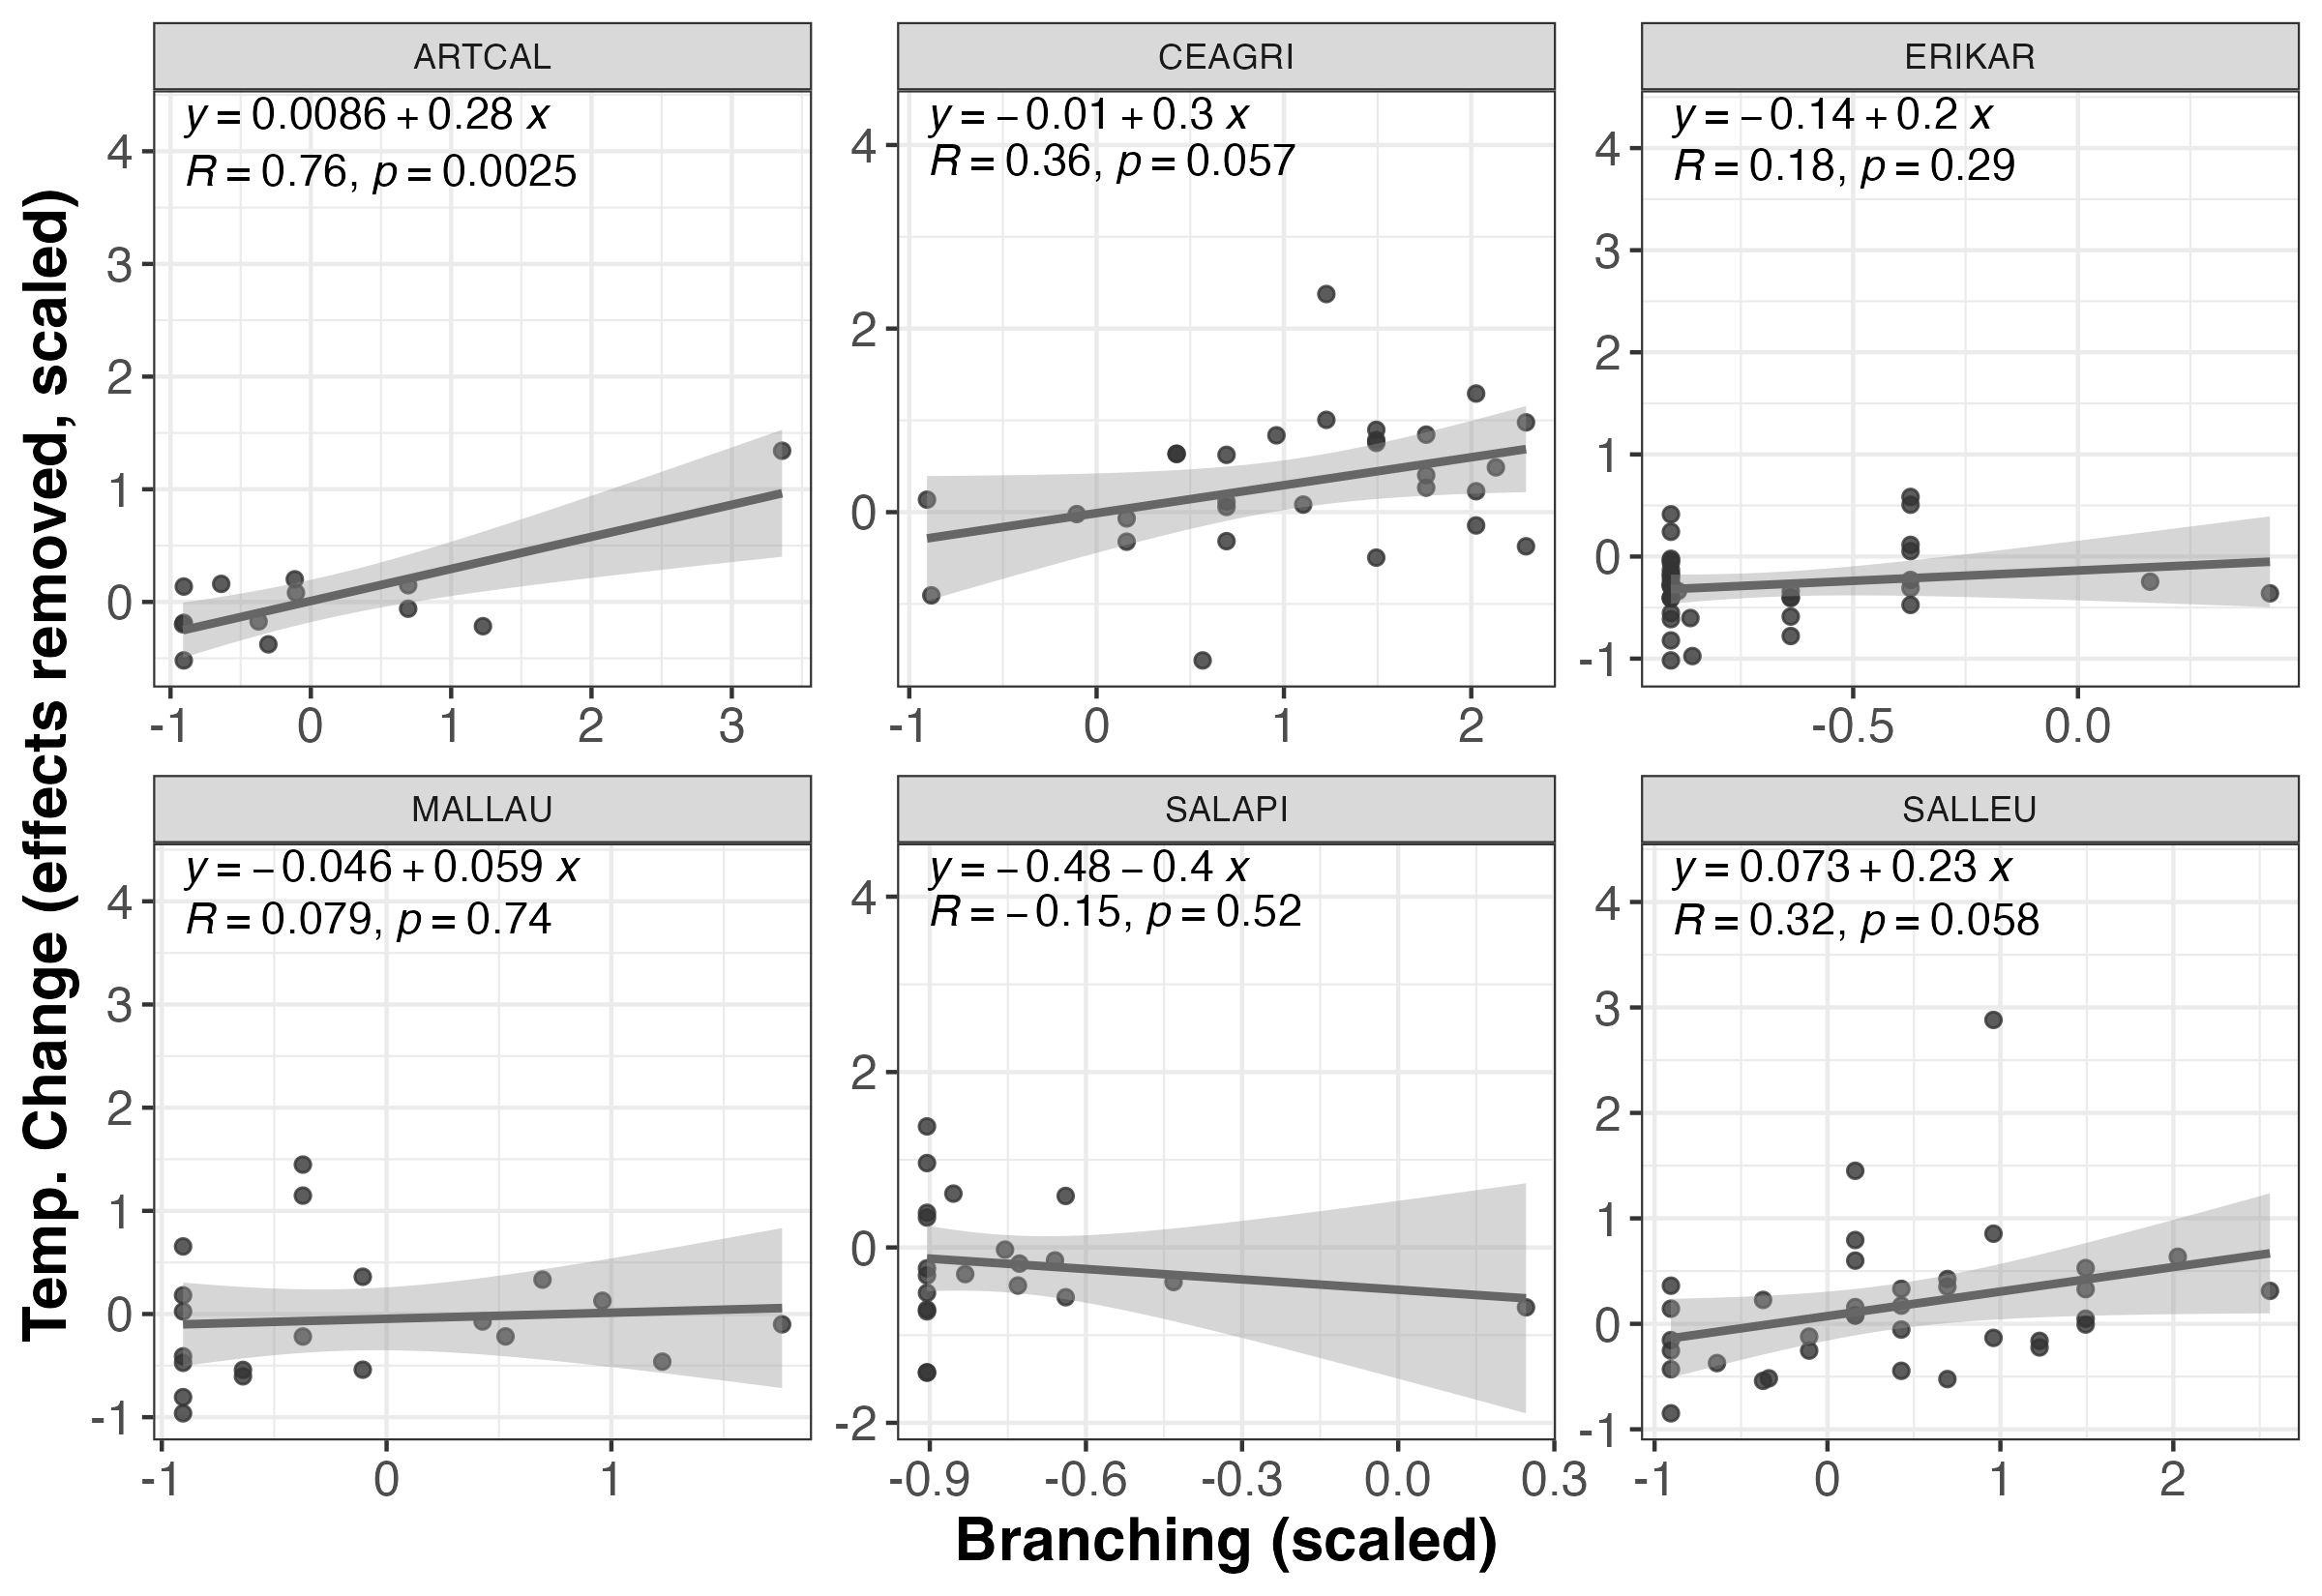 Temp. Change (effects removed, scaled)
ARTCAL
y = 0.0086 + 0.28 x
R = 0.76, p = 0.0025
4
3
2
1
0
-1 0 1 2 3
CEAGRI
y = −0.01 + 0.3 x
R = 0.36, p = 0.057
4
2
0
-1 0 1 2
ERIKAR
y = −0.14 + 0.2 x
R = 0.18, p = 0.29
4
3
2
1
0
-1
-0.5 0.0
MALLAU
y = −0.046 + 0.059 x
R = 0.079, p = 0.74
4
3
2
1
0
-1
-1 0 1
SALAPI
y = −0.48 − 0.4 x
R = −0.15, p = 0.52
4
2
0
-2
-0.9 -0.6 -0.3 0.0 0.3
SALLEU
y = 0.073 + 0.23 x
R = 0.32, p = 0.058
4
3
2
1
0
-1
-1 0 1 2
Branching (scaled)